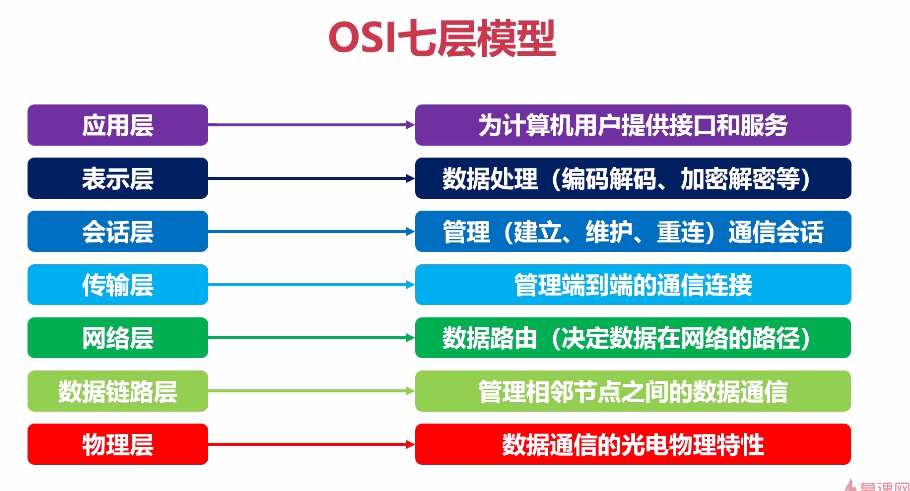 OSI七层模型
应用层
为计算机用户提供接口和服务
表示层
数据处理（编码解码、加密解密等）
会话层
管理（建立、维护、重连）通信会话
传输层
管理端到端的通信连接
网络层
数据路由（决定数据在网络的路径）
数据链路层
管理相邻节点之间的数据通信
物理层
数据通信的光电物理特性
慕课网